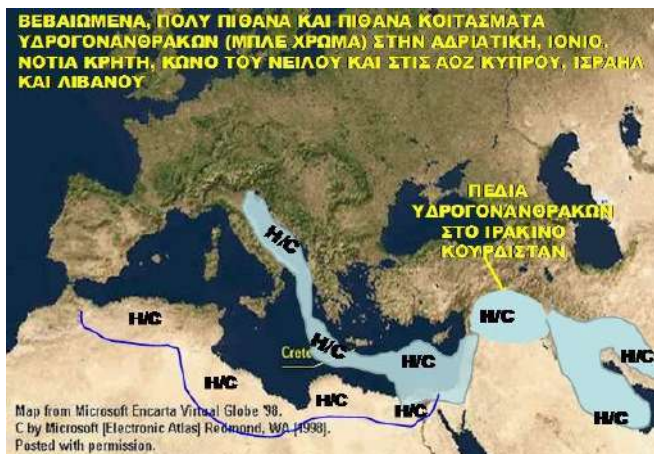 ΒΕΒΑΙΩΜΕΝΑ, ΠΟΛΥ ΠΙΘΑΝΑ ΚΑΙ ΠΙΘΑΝΑ ΚΟΙΤΑΣΜΑΤΑ
ΥΔΡΟΓΟΝΑΝΘΡΑΚΩΝ (ΜΠΛΕ ΧΡΩΜΑ) ΣΤΗΝ ΑΔΡΙΑΤΙΚΗ, ΙΟΝΙΟ,
ΝΟΤΙΑ ΚΡΗΤΗ, ΚΩΝΟ ΤΟΥ ΝΕΙΛΟΥ ΚΑΙ ΣΤΙΣ ΑΟΖ ΚΥΠΡΟΥ, ΙΣΡΑΗΛ
ΚΑΙ ΛΙΒΑΝΟΥ
ΠΕΔΙΑ
ΥΔΡΟΓΟΝΑΝΘΡΑΚΩΝ
ΣΤΟ ΙΡΑΚΙΝΟ
ΚΟΥΡΔΙΣΤΑΝ
H/C
H/C
H/C
Crete
H/C
H/C
H/C
H/C
H/C
H/C
H/C
Map from Microsoft Encarta Virtual Globe '98.
C by Microsoft [Electronic Atlas] Redmond, WA (1998).
Posted with permission.